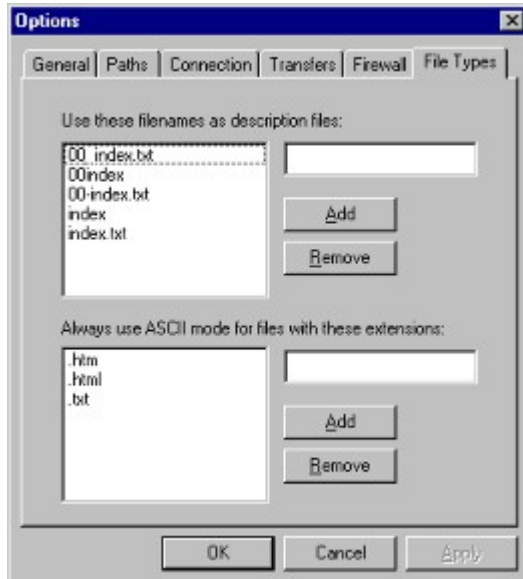 Options
General Paths Connection Transfers Firewall File Types
Use these filenames as description files:
00_index.txt
00index
00-index.txt
index
index.txt
Add
Remove
Always use ASCII mode for files with these extensions:
.htm
.html
.txt
Add
Remove
OK Cancel Apply